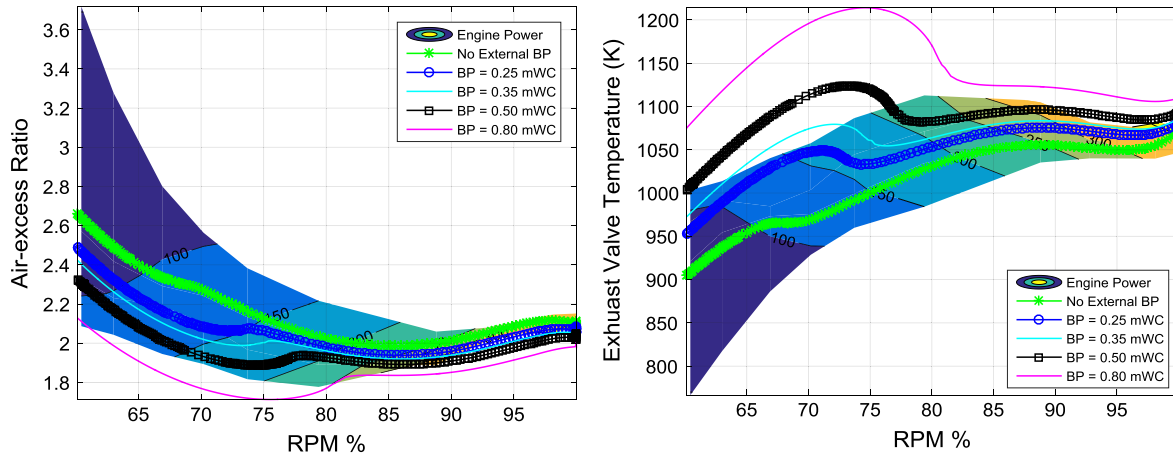 3.6
3.4
3.2
3
2.8
2.6
2.4
2.2
2
1.8
Air-excess Ratio
65
70
75
80
85
90
95
RPM %
Engine Power
No External BP
BP = 0.25 mWC
BP = 0.35 mWC
BP = 0.50 mWC
BP = 0.80 mWC
100
1200
1150
1100
1050
1000
950
900
850
800
Exhuast Valve Temperature (K)
65
70
75
80
85
90
95
RPM %
Engine Power
No External BP
BP = 0.25 mWC
BP = 0.35 mWC
BP = 0.50 mWC
BP = 0.80 mWC
100
300